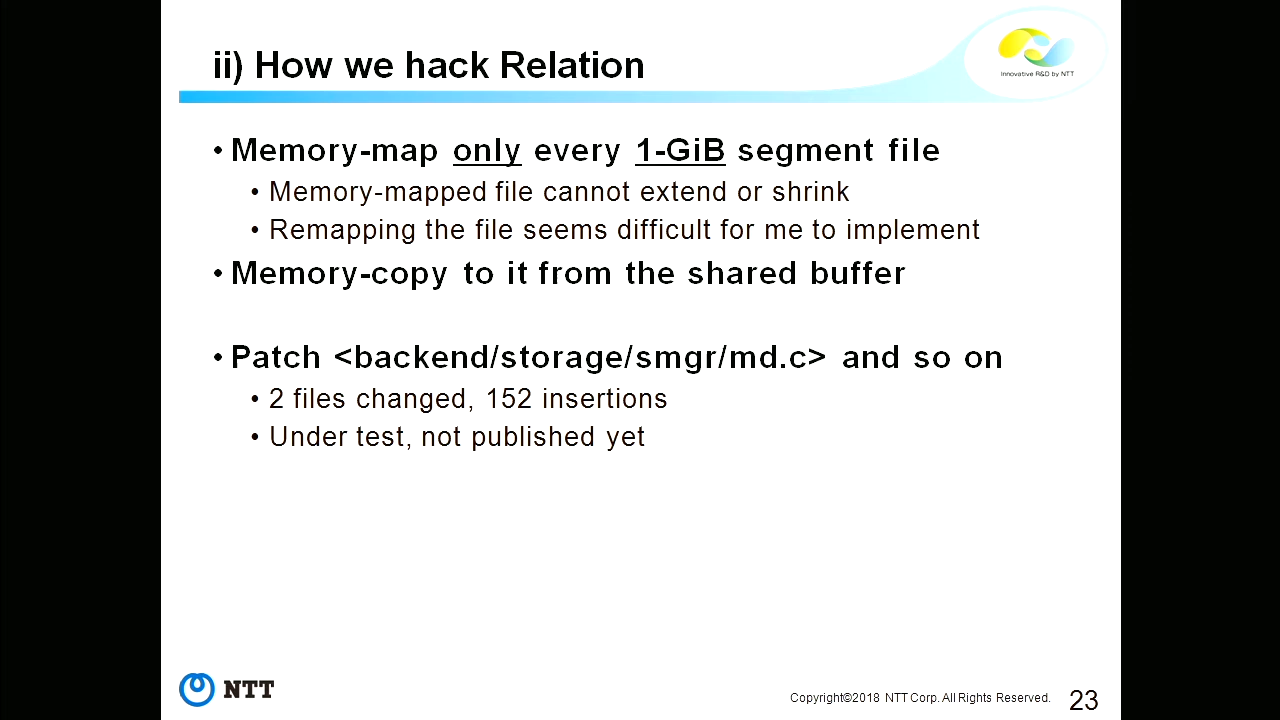 ii) How we hack Relation
Innovative R&D by NTT
• Memory-map only every 1-GiB segment file
• Memory-mapped file cannot extend or shrink
• Remapping the file seems difficult for me to implement
• Memory-copy to it from the shared buffer
• Patch <backend/storage/smgr/md.c> and so on
• 2 files changed, 152 insertions
• Under test, not published yet
NTT
Copyright©2018 NTT Corp. All Rights Reserved.
23